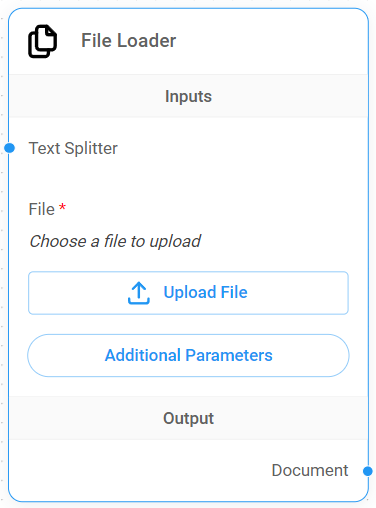 File Loader
Inputs
Text Splitter
File *
Choose a file to upload
Upload File
Additional Parameters
Output
Document